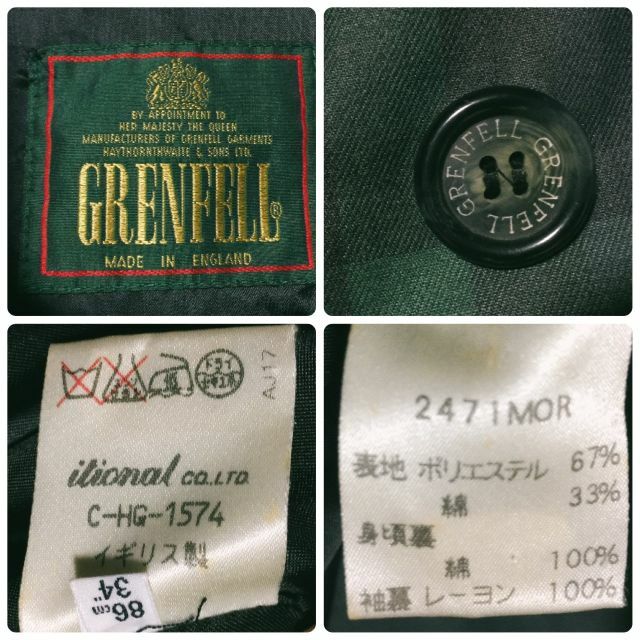 BY APPOINTMENT TO
HER MAJESTY THE QUEEN
MANUFACTURERS OF GRENFELL GARMENTS
HAYTHORNTHWAITE & SONS LTD.
GRENFELL®
MADE IN ENGLAND
GRENFELL GRENFELL
ドライ
AJ17
itional CO.LTD.
C-HG-1574
イギリス製
86cm
34"
2471MOR
表地 ポリエステル 67%
綿 33%
身頃裏
綿 100%
袖裏 レーヨン 100%